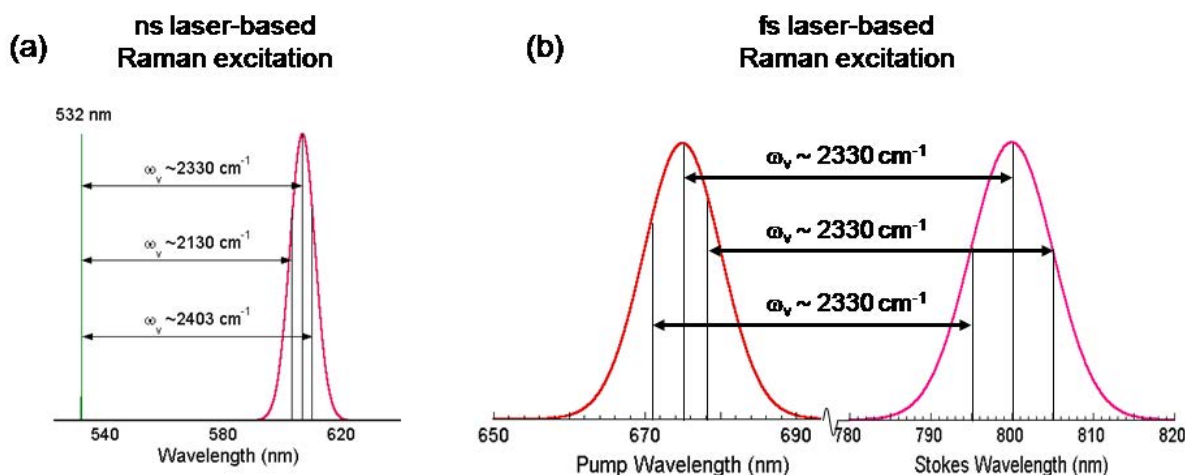 (a)
ns laser-based
Raman excitation
532 nm
ωᵥ ~2330 cm⁻¹
ωᵥ ~2130 cm⁻¹
ωᵥ ~2403 cm⁻¹
540 580 620
Wavelength (nm)
(b)
fs laser-based
Raman excitation
ωᵥ ~ 2330 cm⁻¹
ωᵥ ~ 2330 cm⁻¹
ωᵥ ~ 2330 cm⁻¹
650 670 690 780 790 800 810 820
Pump Wavelength (nm) Stokes Wavelength (nm)